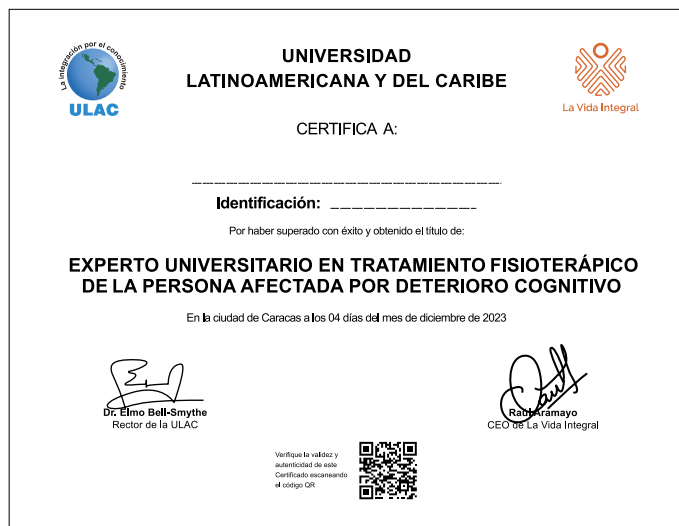 La integración por el conocimiento
ULAC
UNIVERSIDAD
LATINOAMERICANA Y DEL CARIBE
La Vida Integral
CERTIFICA A:
Identificación:
Por haber superado con éxito y obtenido el título de:
EXPERTO UNIVERSITARIO EN TRATAMIENTO FISIOTERÁPICO
DE LA PERSONA AFECTADA POR DETERIORO COGNITIVO
En la ciudad de Caracas a los 04 días del mes de diciembre de 2023
Dr. Elmo Bell-Smythe
Rector de la ULAC
Raul Aramayo
CEO de La Vida Integral
Verifique la validez y
autenticidad de este
Certificado escaneando
el código QR